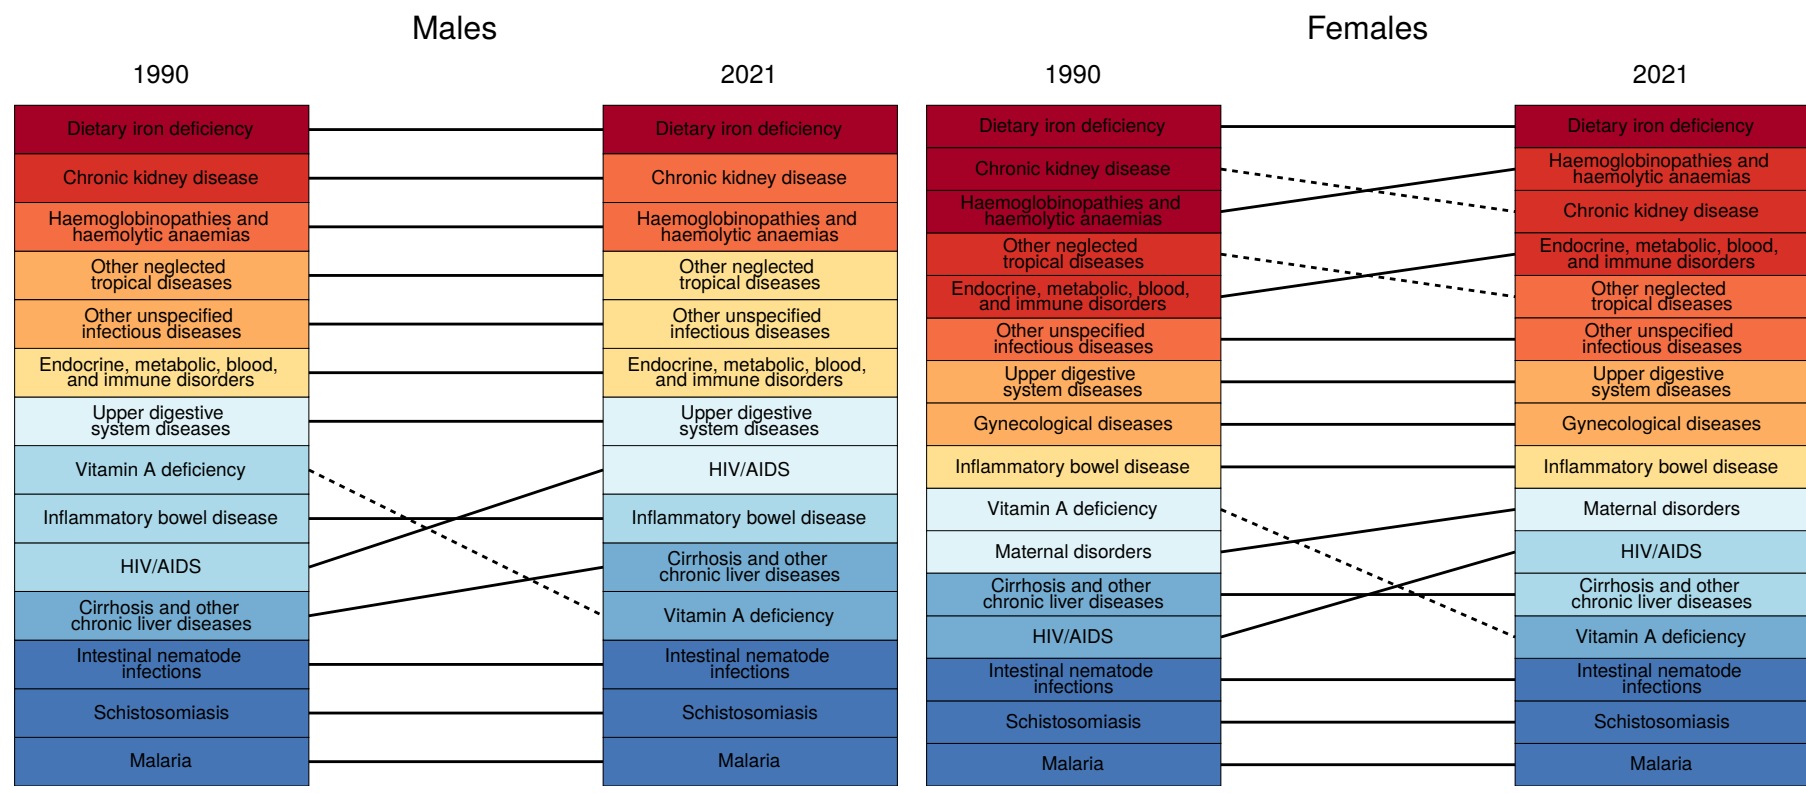 Males
1990
2021
Dietary iron deficiency
Chronic kidney disease
Haemoglobinopathies and
haemolytic anaemias
Other neglected
tropical diseases
Other unspecified
infectious diseases
Endocrine, metabolic, blood,
and immune disorders
Upper digestive
system diseases
Vitamin A deficiency
Inflammatory bowel disease
HIV/AIDS
Cirrhosis and other
chronic liver diseases
Intestinal nematode
infections
Schistosomiasis
Malaria
Dietary iron deficiency
Chronic kidney disease
Haemoglobinopathies and
haemolytic anaemias
Other neglected
tropical diseases
Other unspecified
infectious diseases
Endocrine, metabolic, blood,
and immune disorders
Upper digestive
system diseases
HIV/AIDS
Inflammatory bowel disease
Cirrhosis and other
chronic liver diseases
Vitamin A deficiency
Intestinal nematode
infections
Schistosomiasis
Malaria
Females
1990
2021
Dietary iron deficiency
Chronic kidney disease
Haemoglobinopathies and
haemolytic anaemias
Other neglected
tropical diseases
Endocrine, metabolic, blood,
and immune disorders
Other unspecified
infectious diseases
Upper digestive
system diseases
Gynecological diseases
Inflammatory bowel disease
Vitamin A deficiency
Maternal disorders
Cirrhosis and other
chronic liver diseases
HIV/AIDS
Intestinal nematode
infections
Schistosomiasis
Malaria
Dietary iron deficiency
Haemoglobinopathies and
haemolytic anaemias
Chronic kidney disease
Endocrine, metabolic, blood,
and immune disorders
Other neglected
tropical diseases
Other unspecified
infectious diseases
Upper digestive
system diseases
Gynecological diseases
Inflammatory bowel disease
Maternal disorders
HIV/AIDS
Cirrhosis and other
chronic liver diseases
Vitamin A deficiency
Intestinal nematode
infections
Schistosomiasis
Malaria